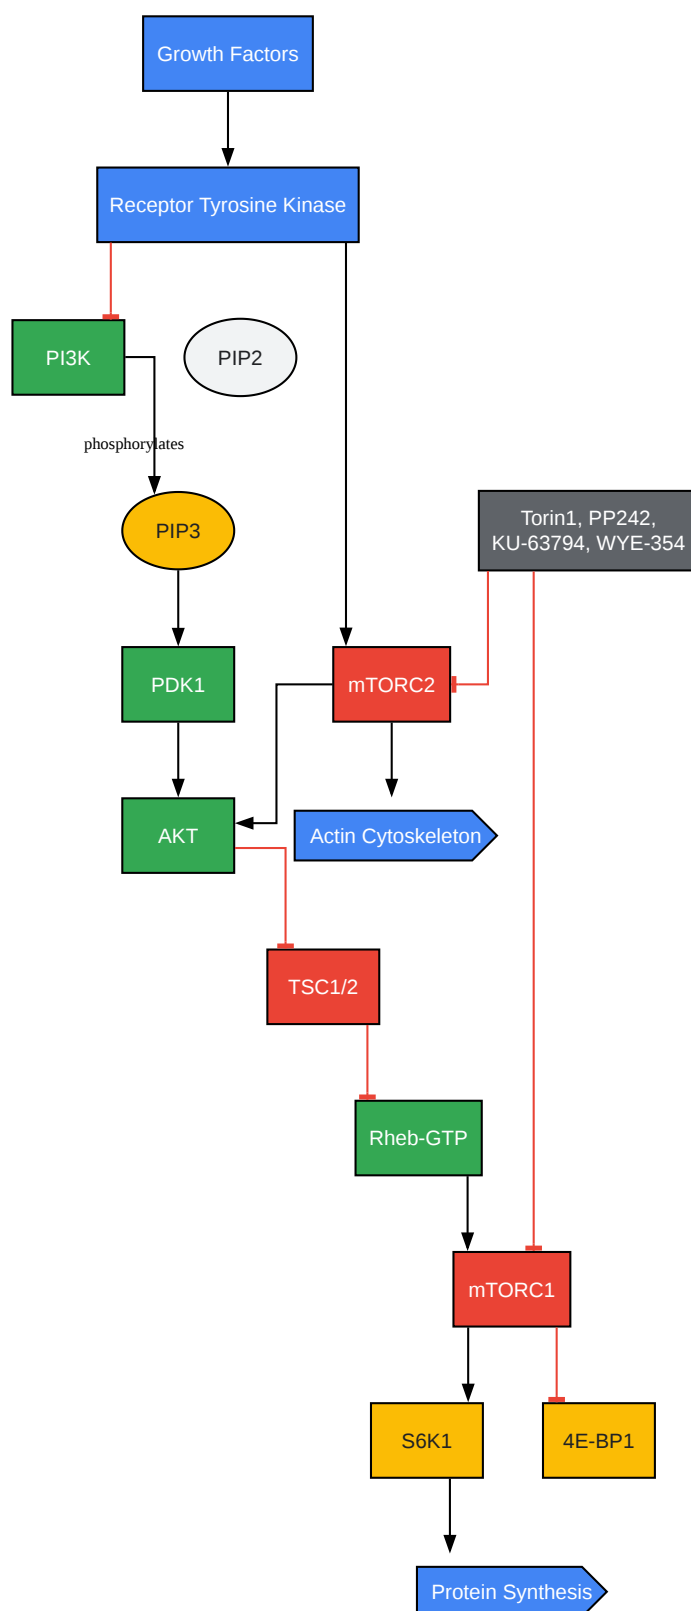 Growth Factors
Receptor Tyrosine Kinase
PI3K
PIP2
phosphorylates
PIP3
Torin1, PP242,
KU-63794, WYE-354
PDK1
mTORC2
AKT
Actin Cytoskeleton
TSC1/2
Rheb-GTP
mTORC1
S6K1
4E-BP1
Protein Synthesis